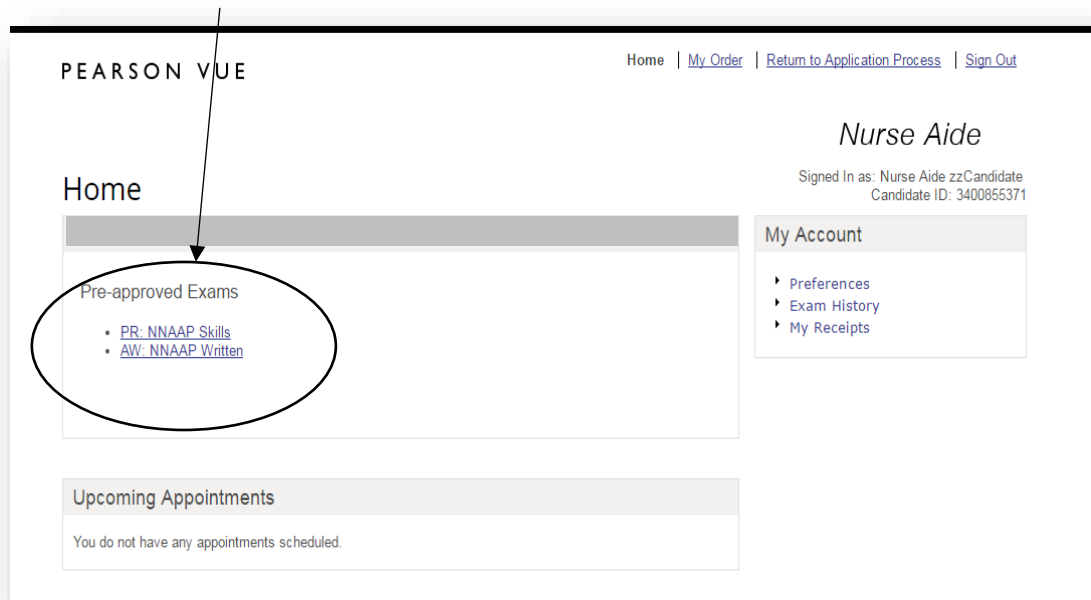 PEARSON VUE
Home | My Order | Return to Application Process | Sign Out
Nurse Aide
Signed In as: Nurse Aide zzCandidate
Candidate ID: 3400855371
Home
Pre-approved Exams
• PR: NNAAP Skills
• AW: NNAAP Written
My Account
Preferences
Exam History
My Receipts
Upcoming Appointments
You do not have any appointments scheduled.